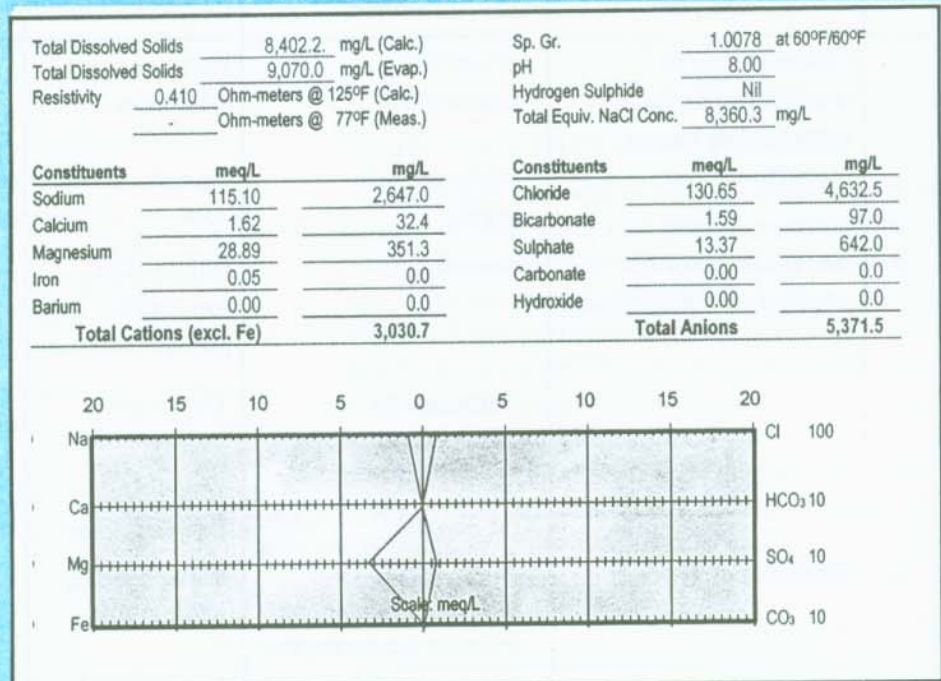 Total Dissolved Solids 8,402.2. mg/L (Calc.)
Total Dissolved Solids 9,070.0 mg/L (Evap.)
Resistivity 0.410 Ohm-meters @ 125ºF (Calc.)
- Ohm-meters @ 77ºF (Meas.)
Sp. Gr. 1.0078 at 60ºF/60ºF
pH 8.00
Hydrogen Sulphide Nil
Total Equiv. NaCl Conc. 8,360.3 mg/L
Constituents meq/L mg/L
Sodium 115.10 2,647.0
Calcium 1.62 32.4
Magnesium 28.89 351.3
Iron 0.05 0.0
Barium 0.00 0.0
Total Cations (excl. Fe) 3,030.7
Constituents meq/L mg/L
Chloride 130.65 4,632.5
Bicarbonate 1.59 97.0
Sulphate 13.37 642.0
Carbonate 0.00 0.0
Hydroxide 0.00 0.0
Total Anions 5,371.5
20 15 10 5 0 5 10 15 20
Na Cl 100
Ca HCO₃ 10
Mg SO₄ 10
Scale: meq/L
Fe CO₃ 10